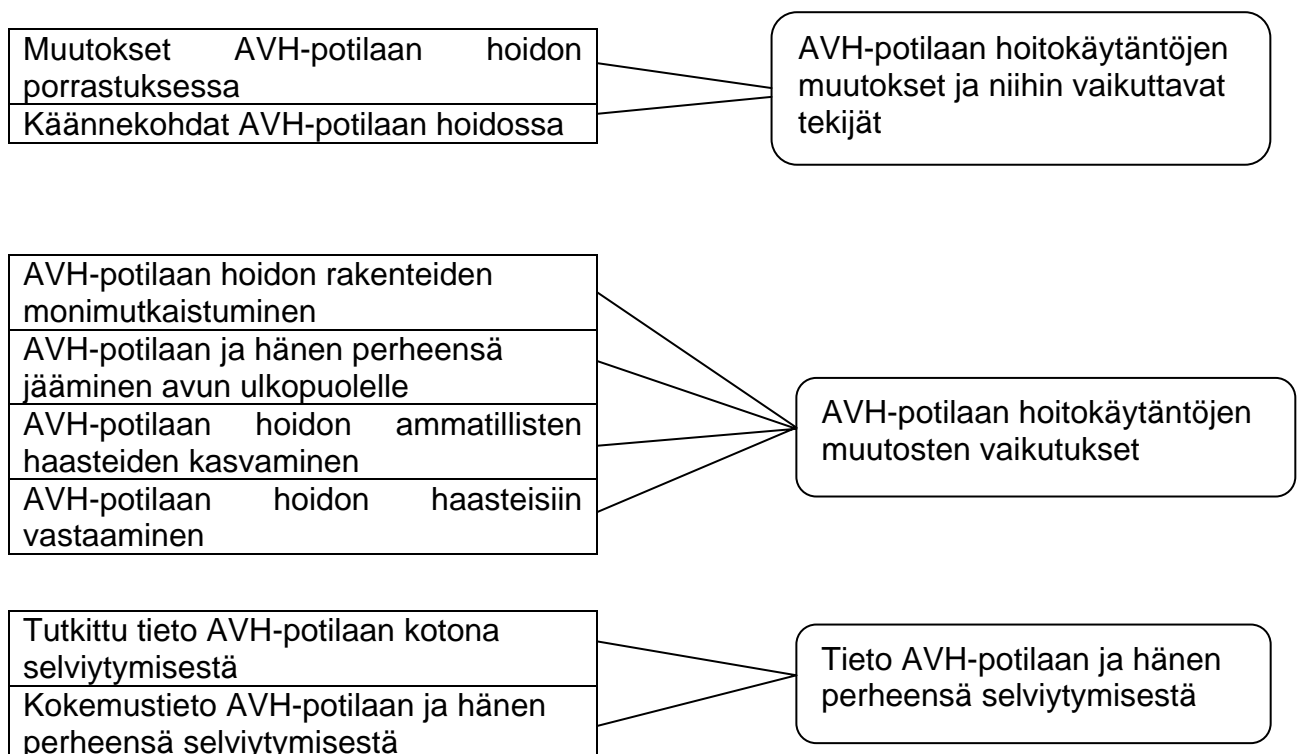 Muutokset AVH-potilaan hoidon
porrastuksessa
Käännekohdat AVH-potilaan hoidossa
AVH-potilaan hoitokäytäntöjen
muutokset ja niihin vaikuttavat
tekijät
AVH-potilaan hoidon rakenteiden
monimutkaistuminen
AVH-potilaan ja hänen perheensä
jääminen avun ulkopuolelle
AVH-potilaan hoidon ammatillisten
haasteiden kasvaminen
AVH-potilaan hoidon haasteisiin
vastaaminen
AVH-potilaan hoitokäytäntöjen
muutosten vaikutukset
Tutkittu tieto AVH-potilaan kotona
selviytymisestä
Kokemustieto AVH-potilaan ja hänen
perheensä selviytymisestä
Tieto AVH-potilaan ja hänen
perheensä selviytymisestä